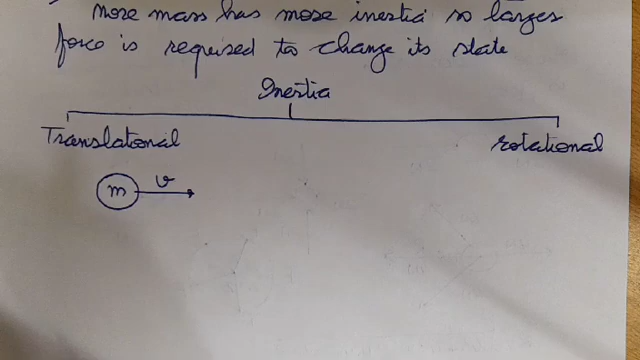 more mass has more inertia so larger
force is required to change its state
Inertia
Translational
rotational
m
v